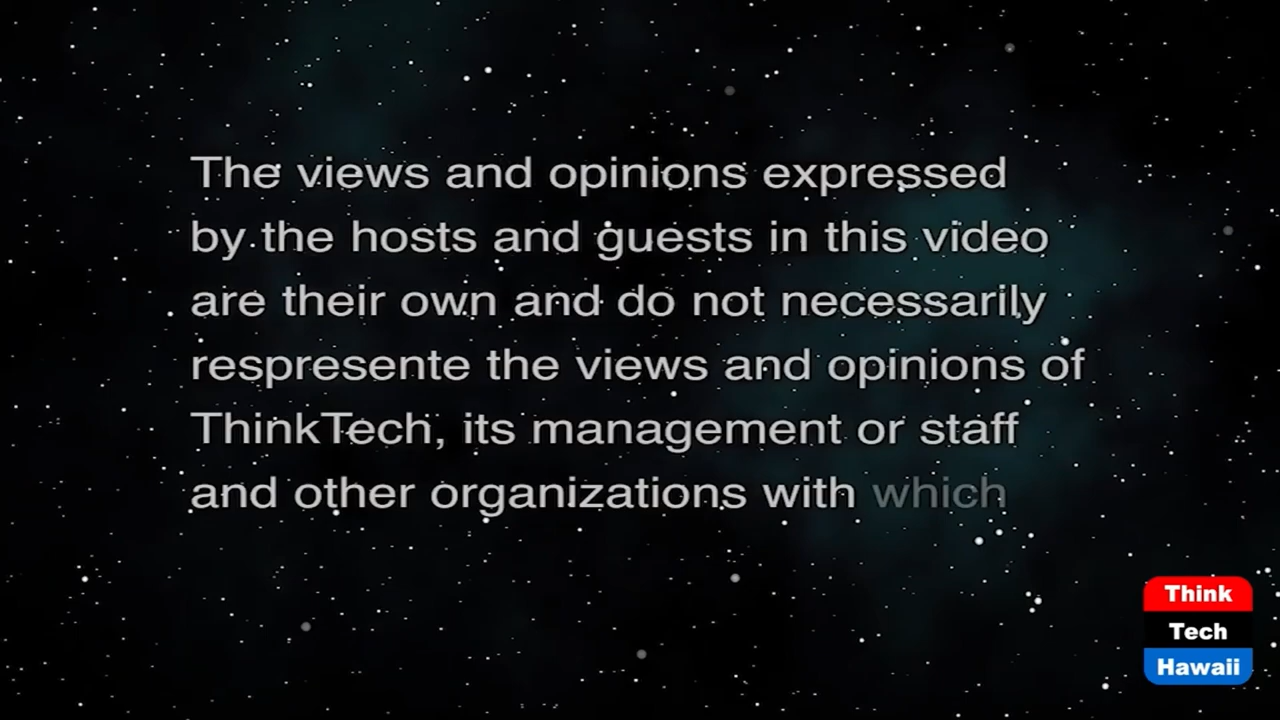 The views and opinions expressed
by the hosts and guests in this video
are their own and do not necessarily
respresente the views and opinions of
ThinkTech, its management or staff
and other organizations with which
Think
Tech
Hawaii